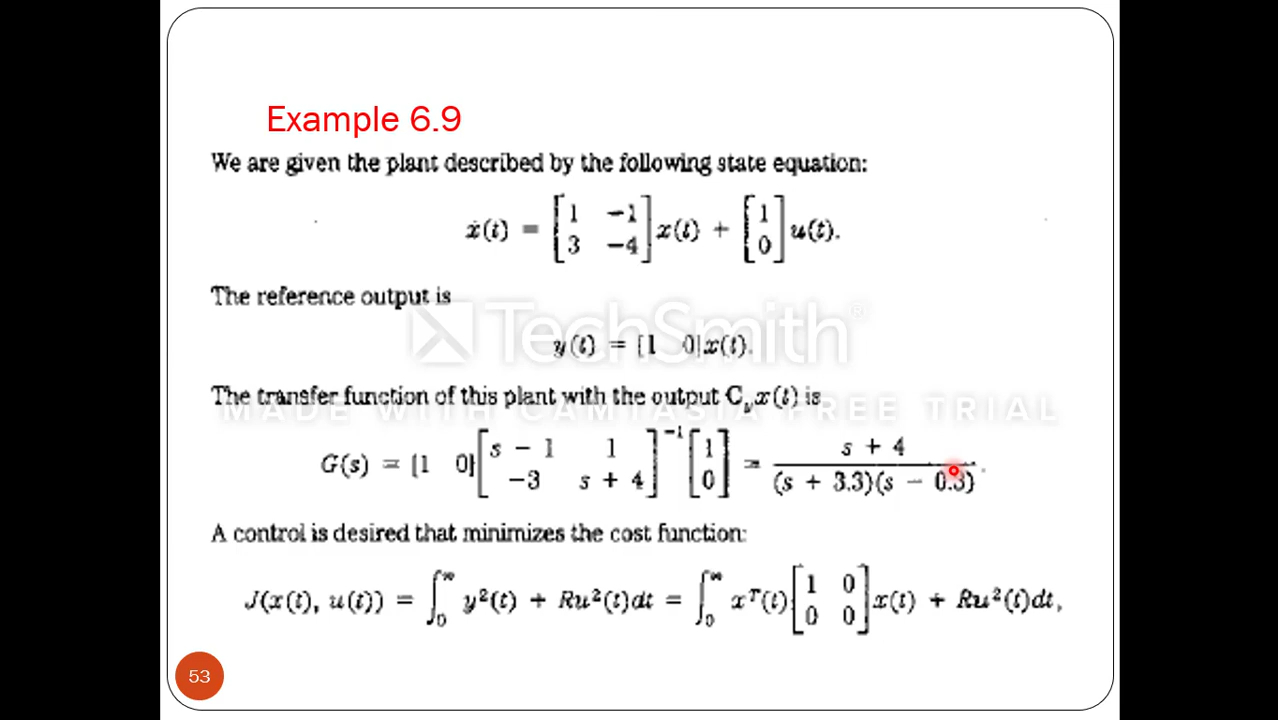 Example 6.9
We are given the plant described by the following state equation:
ẋ(t) = [1 −1; 3 −4] x(t) + [1; 0] u(t).
The reference output is
y(t) = [1 0]x(t).
The transfer function of this plant with the output C_y x(t) is
G(s) = [1 0] [s − 1 1; −3 s + 4]^−1 [1; 0] = (s + 4) / ((s + 3.3)(s − 0.3)).
A control is desired that minimizes the cost function:
J(x(t), u(t)) = ∫_0^∞ y²(t) + Ru²(t)dt = ∫_0^∞ x^T(t) [1 0; 0 0] x(t) + Ru²(t)dt,
53
TechSmith
MADE WITH CAMTASIA FREE TRIAL